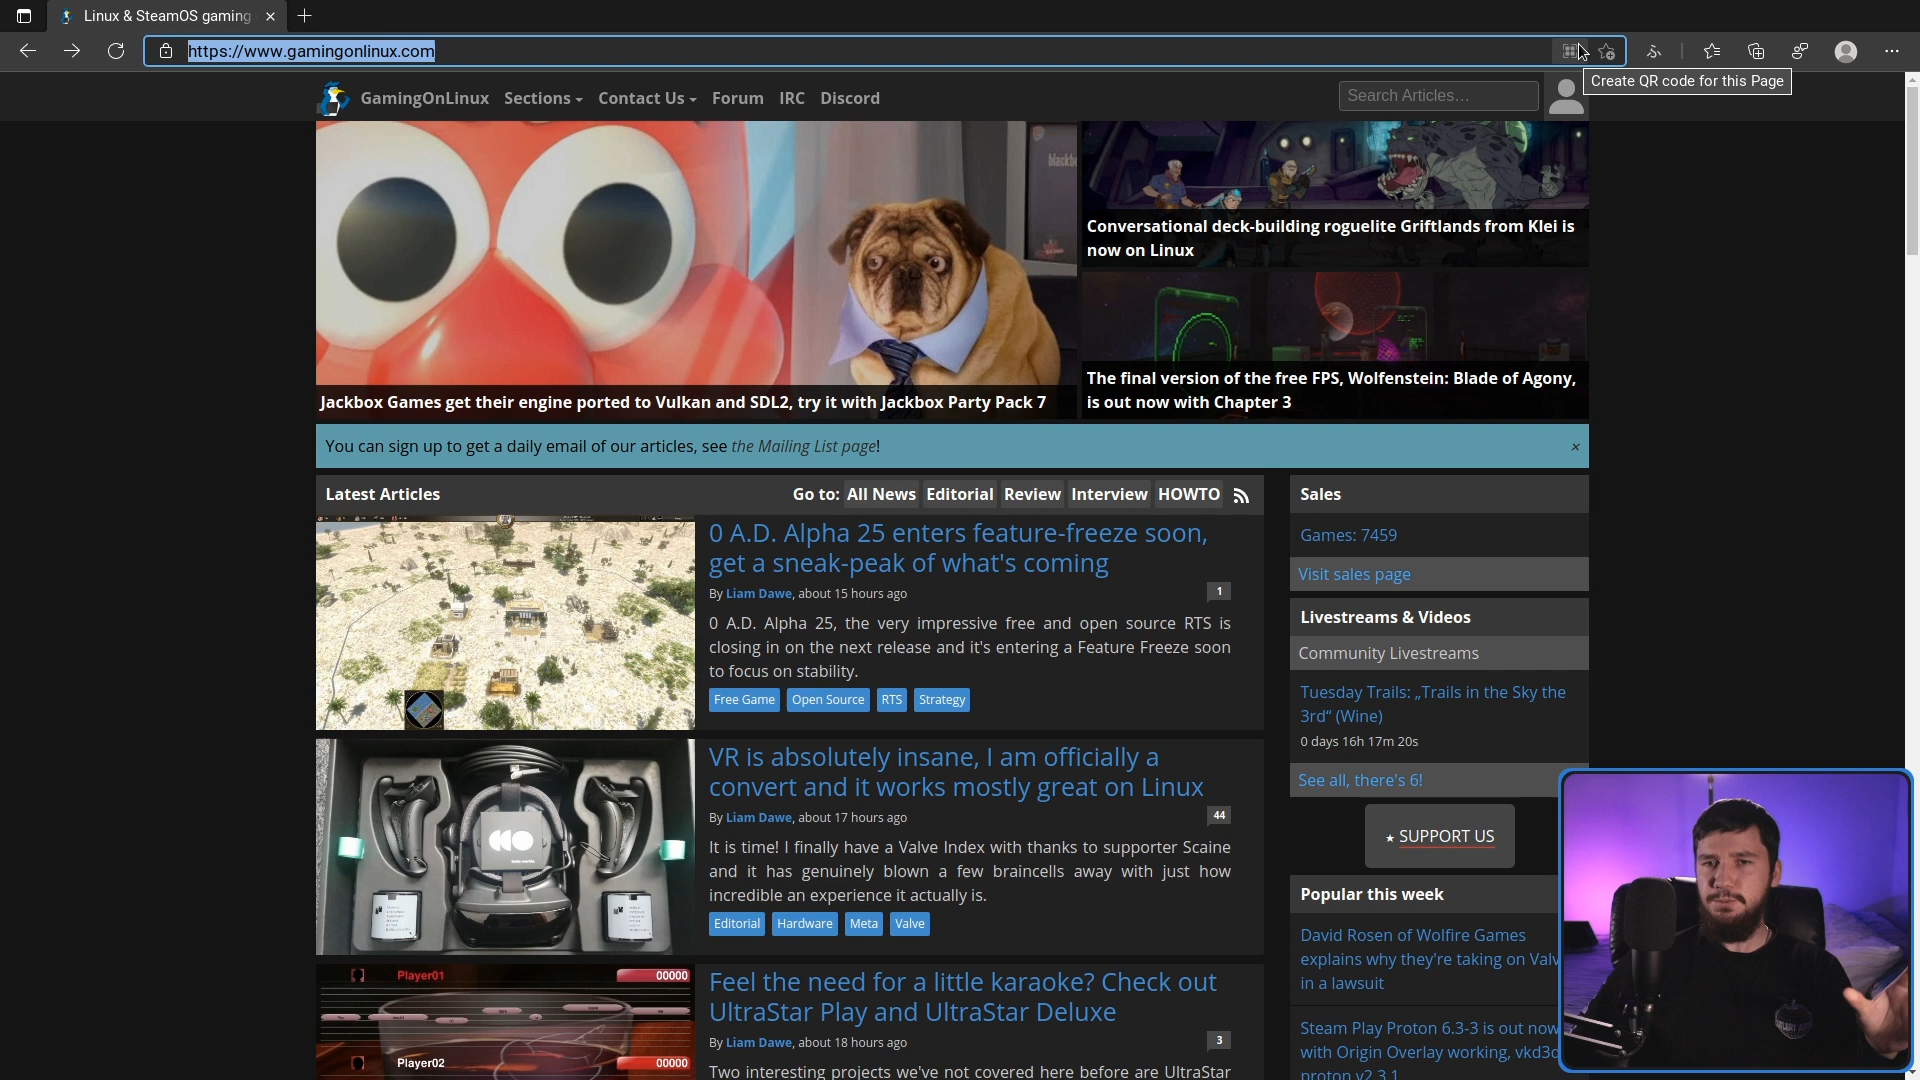 Linux & SteamOS gaming
https://www.gamingonlinux.com
Create QR code for this Page
GamingOnLinux Sections Contact Us Forum IRC Discord
Search Articles...
Conversational deck-building roguelite Griftlands from Klei is
now on Linux
Jackbox Games get their engine ported to Vulkan and SDL2, try it with Jackbox Party Pack 7
The final version of the free FPS, Wolfenstein: Blade of Agony,
is out now with Chapter 3
You can sign up to get a daily email of our articles, see the Mailing List page!
×
Latest Articles
Go to: All News Editorial Review Interview HOWTO
0 A.D. Alpha 25 enters feature-freeze soon,
get a sneak-peak of what's coming
By Liam Dawe, about 15 hours ago
1
0 A.D. Alpha 25, the very impressive free and open source RTS is
closing in on the next release and it's entering a Feature Freeze soon
to focus on stability.
Free Game Open Source RTS Strategy
VR is absolutely insane, I am officially a
convert and it works mostly great on Linux
By Liam Dawe, about 17 hours ago
44
It is time! I finally have a Valve Index with thanks to supporter Scaine
and it has genuinely blown a few braincells away with just how
incredible an experience it actually is.
Editorial Hardware Meta Valve
Player01 00000
Player02 00000
Feel the need for a little karaoke? Check out
UltraStar Play and UltraStar Deluxe
By Liam Dawe, about 18 hours ago
3
Two interesting projects we've not covered here before are UltraStar
Sales
Games: 7459
Visit sales page
Livestreams & Videos
Community Livestreams
Tuesday Trails: „Trails in the Sky the
3rd“ (Wine)
0 days 16h 17m 20s
See all, there's 6!
SUPPORT US
Popular this week
David Rosen of Wolfire Games
explains why they're taking on Valv
in a lawsuit
Steam Play Proton 6.3-3 is out now
with Origin Overlay working, vkd3d
proton v2.3.1